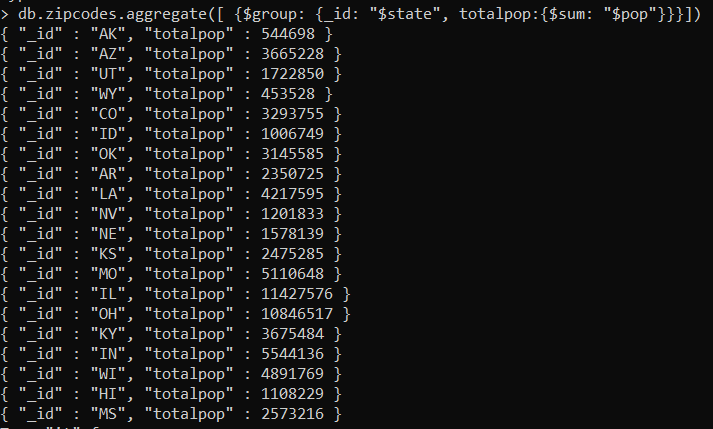 > db.zipcodes.aggregate([ {$group: {_id: "$state", totalpop:{$sum: "$pop"}}}])
{ "_id" : "AK", "totalpop" : 544698 }
{ "_id" : "AZ", "totalpop" : 3665228 }
{ "_id" : "UT", "totalpop" : 1722850 }
{ "_id" : "WY", "totalpop" : 453528 }
{ "_id" : "CO", "totalpop" : 3293755 }
{ "_id" : "ID", "totalpop" : 1006749 }
{ "_id" : "OK", "totalpop" : 3145585 }
{ "_id" : "AR", "totalpop" : 2350725 }
{ "_id" : "LA", "totalpop" : 4217595 }
{ "_id" : "NV", "totalpop" : 1201833 }
{ "_id" : "NE", "totalpop" : 1578139 }
{ "_id" : "KS", "totalpop" : 2475285 }
{ "_id" : "MO", "totalpop" : 5110648 }
{ "_id" : "IL", "totalpop" : 11427576 }
{ "_id" : "OH", "totalpop" : 10846517 }
{ "_id" : "KY", "totalpop" : 3675484 }
{ "_id" : "IN", "totalpop" : 5544136 }
{ "_id" : "WI", "totalpop" : 4891769 }
{ "_id" : "HI", "totalpop" : 1108229 }
{ "_id" : "MS", "totalpop" : 2573216 }